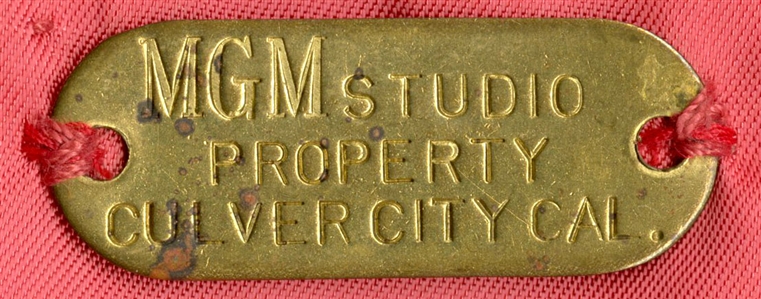 MGM STUDIO
PROPERTY
CULVER CITY CAL.